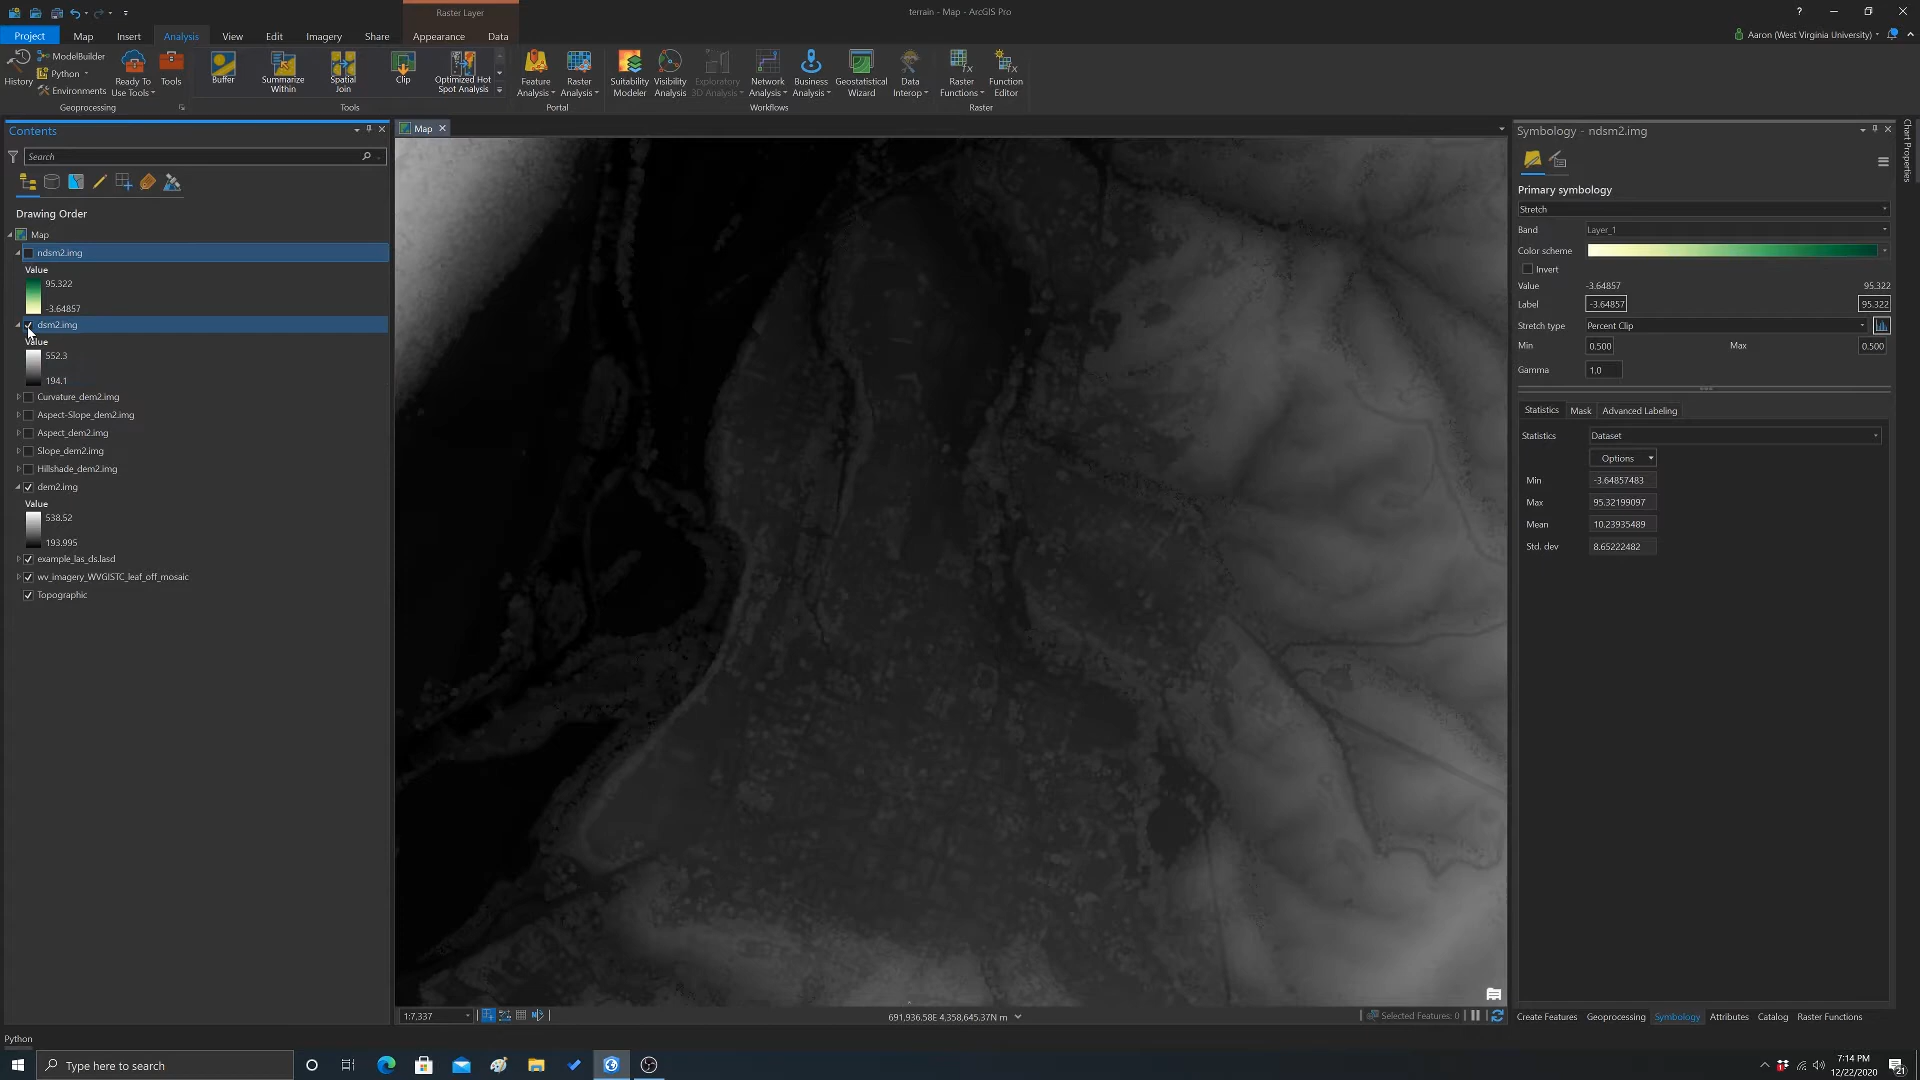 Raster Layer
terrain - Map - ArcGIS Pro
?
Project
Map
Insert
Analysis
View
Edit
Imagery
Share
Appearance
Data
Aaron (West Virginia University)
History
ModelBuilder
Python
Environments
Ready To Use Tools
Tools
Buffer
Summarize Within
Spatial Join
Clip
Optimized Hot Spot Analysis
Feature Analysis
Raster Analysis
Suitability Modeler
Visibility Analysis
Exploratory 3D Analysis
Network Analysis
Business Analysis
Geostatistical Wizard
Data Interop
Raster Functions
Function Editor
Geoprocessing
Tools
Portal
Workflows
Raster
Contents
Search
Drawing Order
Map
ndsm2.img
Value
95.322
-3.64857
dsm2.img
Value
552.3
194.1
Curvature_dem2.img
Aspect-Slope_dem2.img
Aspect_dem2.img
Slope_dem2.img
Hillshade_dem2.img
dem2.img
Value
538.52
193.995
example_las_ds.lasd
wv_imagery_WVGISTC_leaf_off_mosaic
Topographic
Map
1:7,337
691,936.58E 4,358,645.37N m
Selected Features: 0
Symbology - ndsm2.img
Chart Properties
Primary symbology
Stretch
Band
Layer_1
Color scheme
Invert
Value
-3.64857
95.322
Label
-3.64857
95.322
Stretch type
Percent Clip
Min
0.500
Max
0.500
Gamma
1.0
Statistics
Mask
Advanced Labeling
Statistics
Dataset
Options
Min
-3.64857483
Max
95.32199097
Mean
10.23935489
Std. dev
8.65222482
Create Features
Geoprocessing
Symbology
Attributes
Catalog
Raster Functions
Python
Type here to search
7:14 PM
12/22/2020
21